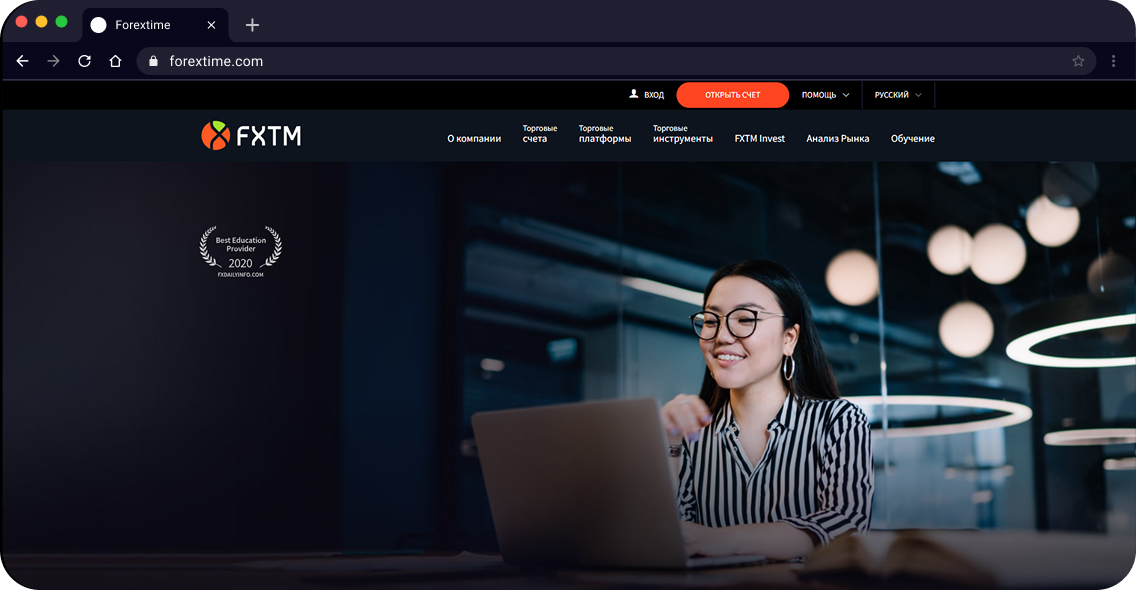 Forextime
forextime.com
ВХОД
ОТКРЫТЬ СЧЕТ
ПОМОЩЬ
РУССКИЙ
FXTM
О компании
Торговые
счета
Торговые
платформы
Торговые
инструменты
FXTM Invest
Анализ Рынка
Обучение
Best Education
Provider
2020
FXDAILYINFO.COM